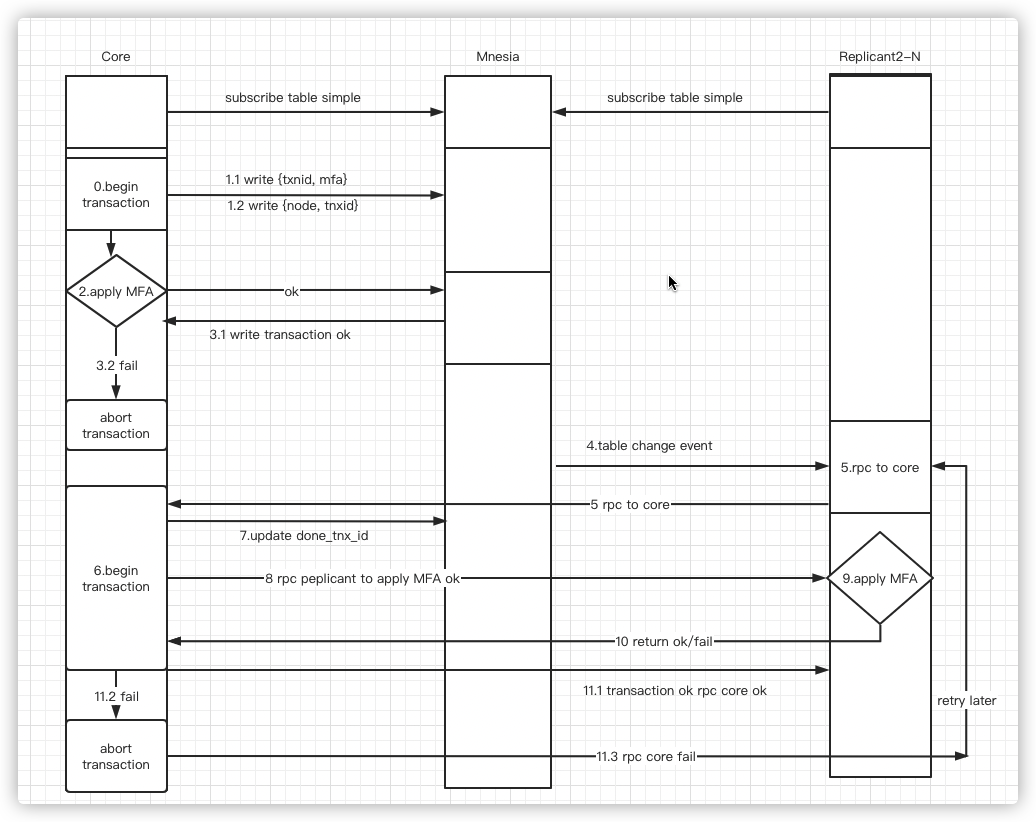 Core
Mnesia
Replicant2-N
subscribe table simple
subscribe table simple
0.begin
transaction
1.1 write {txnid, mfa}
1.2 write {node, tnxid}
2.apply MFA
ok
3.1 write transaction ok
3.2 fail
abort
transaction
4.table change event
5.rpc to core
5 rpc to core
7.update done_tnx_id
6.begin
transaction
8 rpc peplicant to apply MFA ok
9.apply MFA
10 return ok/fail
11.2 fail
11.1 transaction ok rpc core ok
retry later
abort
transaction
11.3 rpc core fail